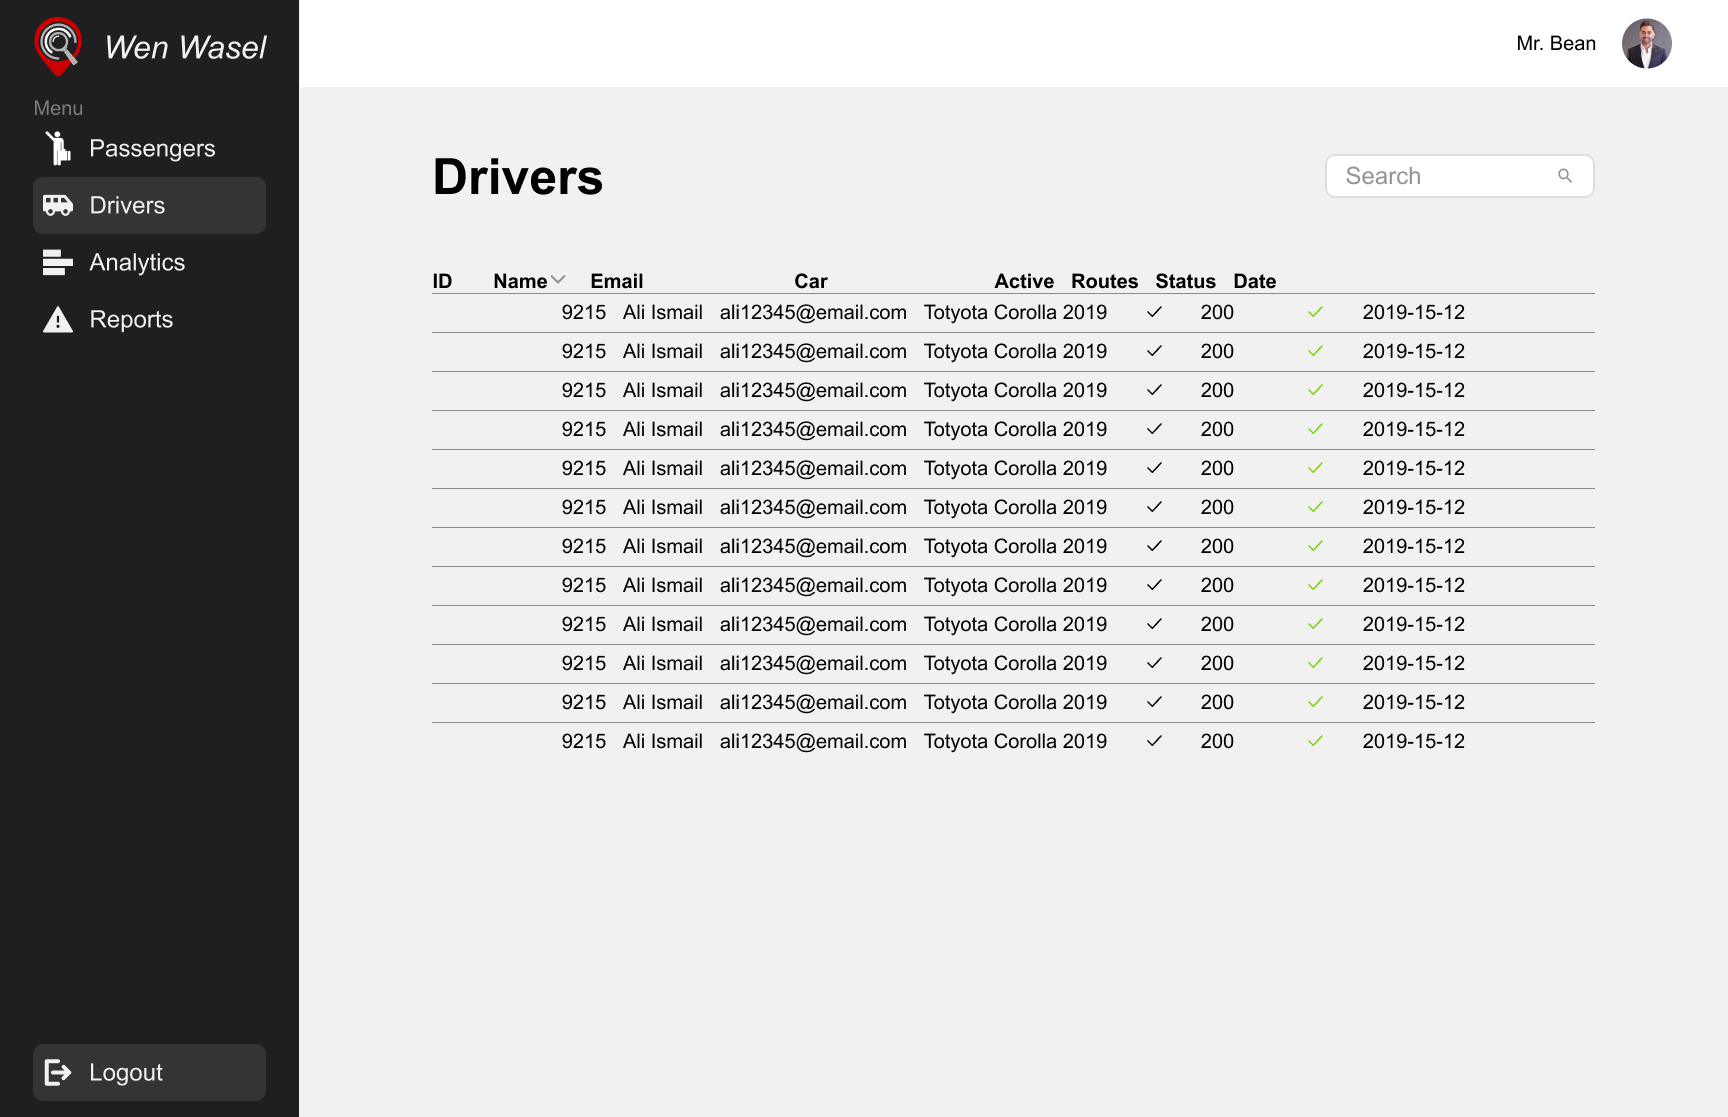 Wen Wasel
Mr. Bean
Menu
Passengers
Drivers
Analytics
Reports
Logout
Drivers
Search
ID Name Email Car Active Routes Status Date
9215 Ali Ismail ali12345@email.com Totyota Corolla 2019 ✓ 200 ✓ 2019-15-12
9215 Ali Ismail ali12345@email.com Totyota Corolla 2019 ✓ 200 ✓ 2019-15-12
9215 Ali Ismail ali12345@email.com Totyota Corolla 2019 ✓ 200 ✓ 2019-15-12
9215 Ali Ismail ali12345@email.com Totyota Corolla 2019 ✓ 200 ✓ 2019-15-12
9215 Ali Ismail ali12345@email.com Totyota Corolla 2019 ✓ 200 ✓ 2019-15-12
9215 Ali Ismail ali12345@email.com Totyota Corolla 2019 ✓ 200 ✓ 2019-15-12
9215 Ali Ismail ali12345@email.com Totyota Corolla 2019 ✓ 200 ✓ 2019-15-12
9215 Ali Ismail ali12345@email.com Totyota Corolla 2019 ✓ 200 ✓ 2019-15-12
9215 Ali Ismail ali12345@email.com Totyota Corolla 2019 ✓ 200 ✓ 2019-15-12
9215 Ali Ismail ali12345@email.com Totyota Corolla 2019 ✓ 200 ✓ 2019-15-12
9215 Ali Ismail ali12345@email.com Totyota Corolla 2019 ✓ 200 ✓ 2019-15-12
9215 Ali Ismail ali12345@email.com Totyota Corolla 2019 ✓ 200 ✓ 2019-15-12